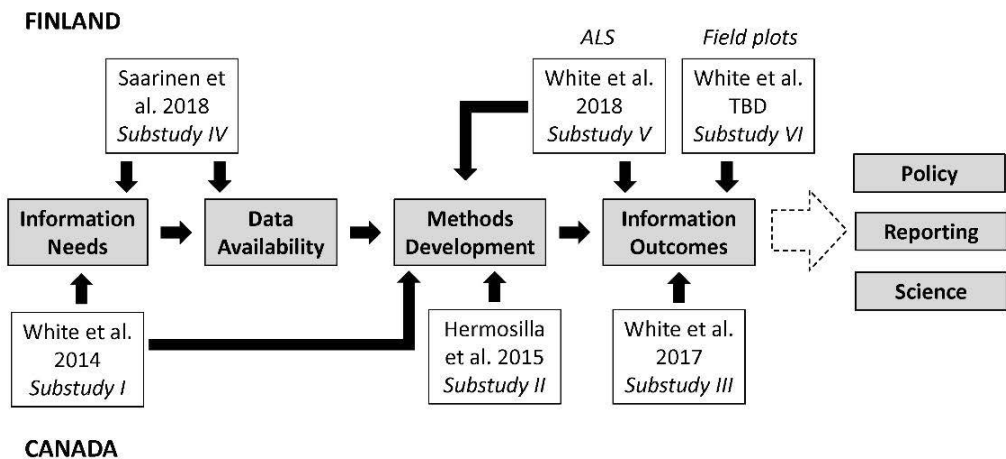 FINLAND
ALS
Field plots
Saarinen et
al. 2018
Substudy IV
White et al.
2018
Substudy V
White et al.
TBD
Substudy VI
Information
Needs
Data
Availability
Methods
Development
Information
Outcomes
Policy
Reporting
Science
White et al.
2014
Substudy I
Hermosilla
et al. 2015
Substudy II
White et al.
2017
Substudy III
CANADA